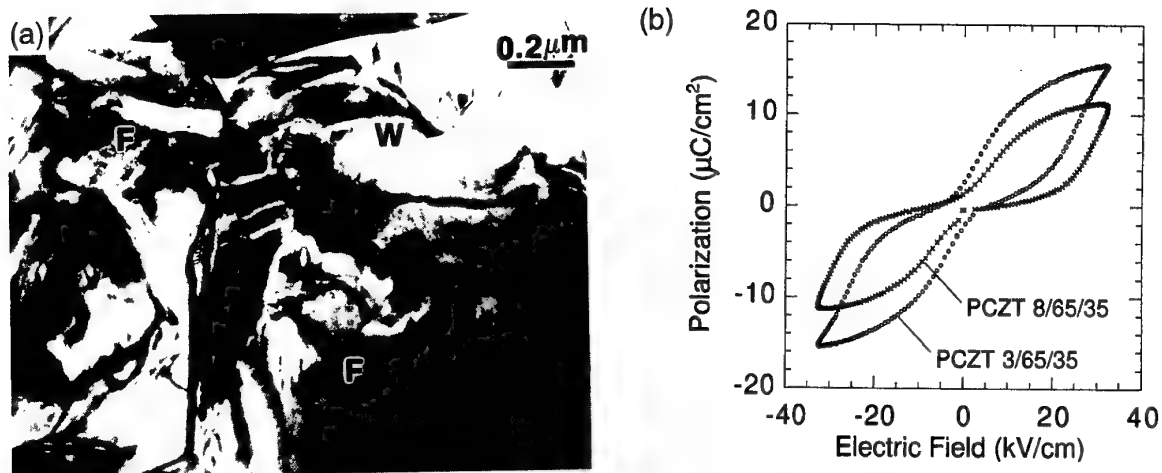 (a)
0.2μm
F
W
F
(b)
20
10
0
-10
-20
Polarization (μC/cm²)
PCZT 8/65/35
PCZT 3/65/35
-40
-20
0
20
40
Electric Field (kV/cm)